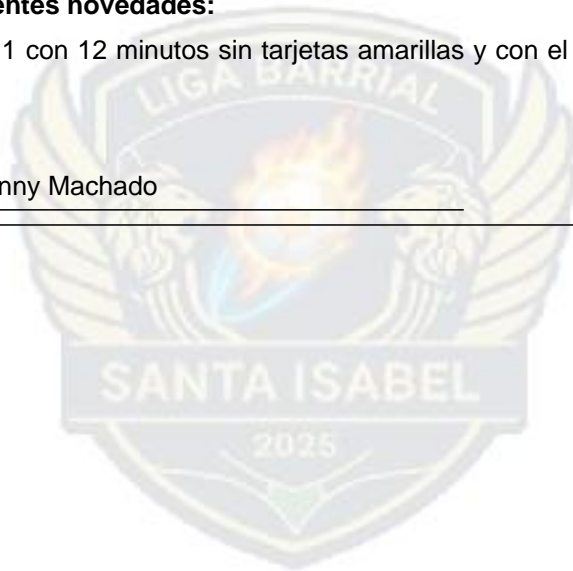 entes novedades:
1 con 12 minutos sin tarjetas amarillas y con el
nny Machado
LIGA BARRIAL
SANTA ISABEL
2025